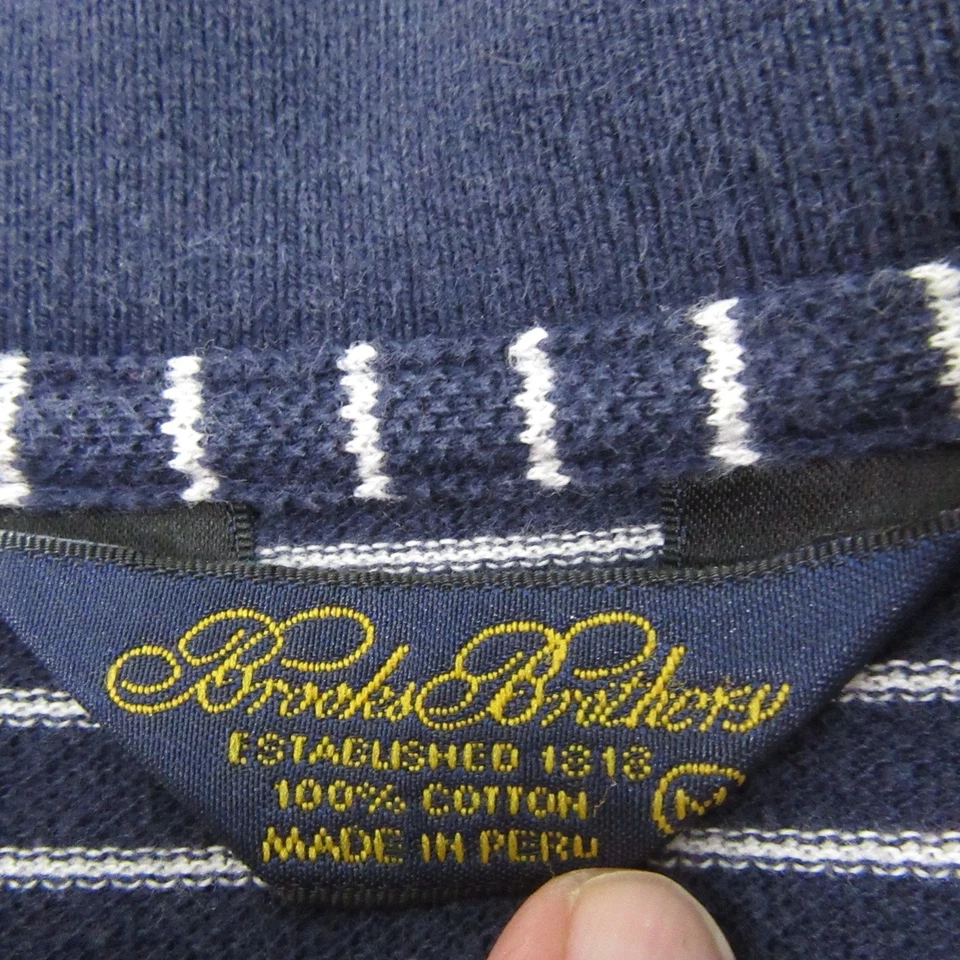 Brooks Brothers
ESTABLISHED 1818
100% COTTON
MADE IN PERU
M